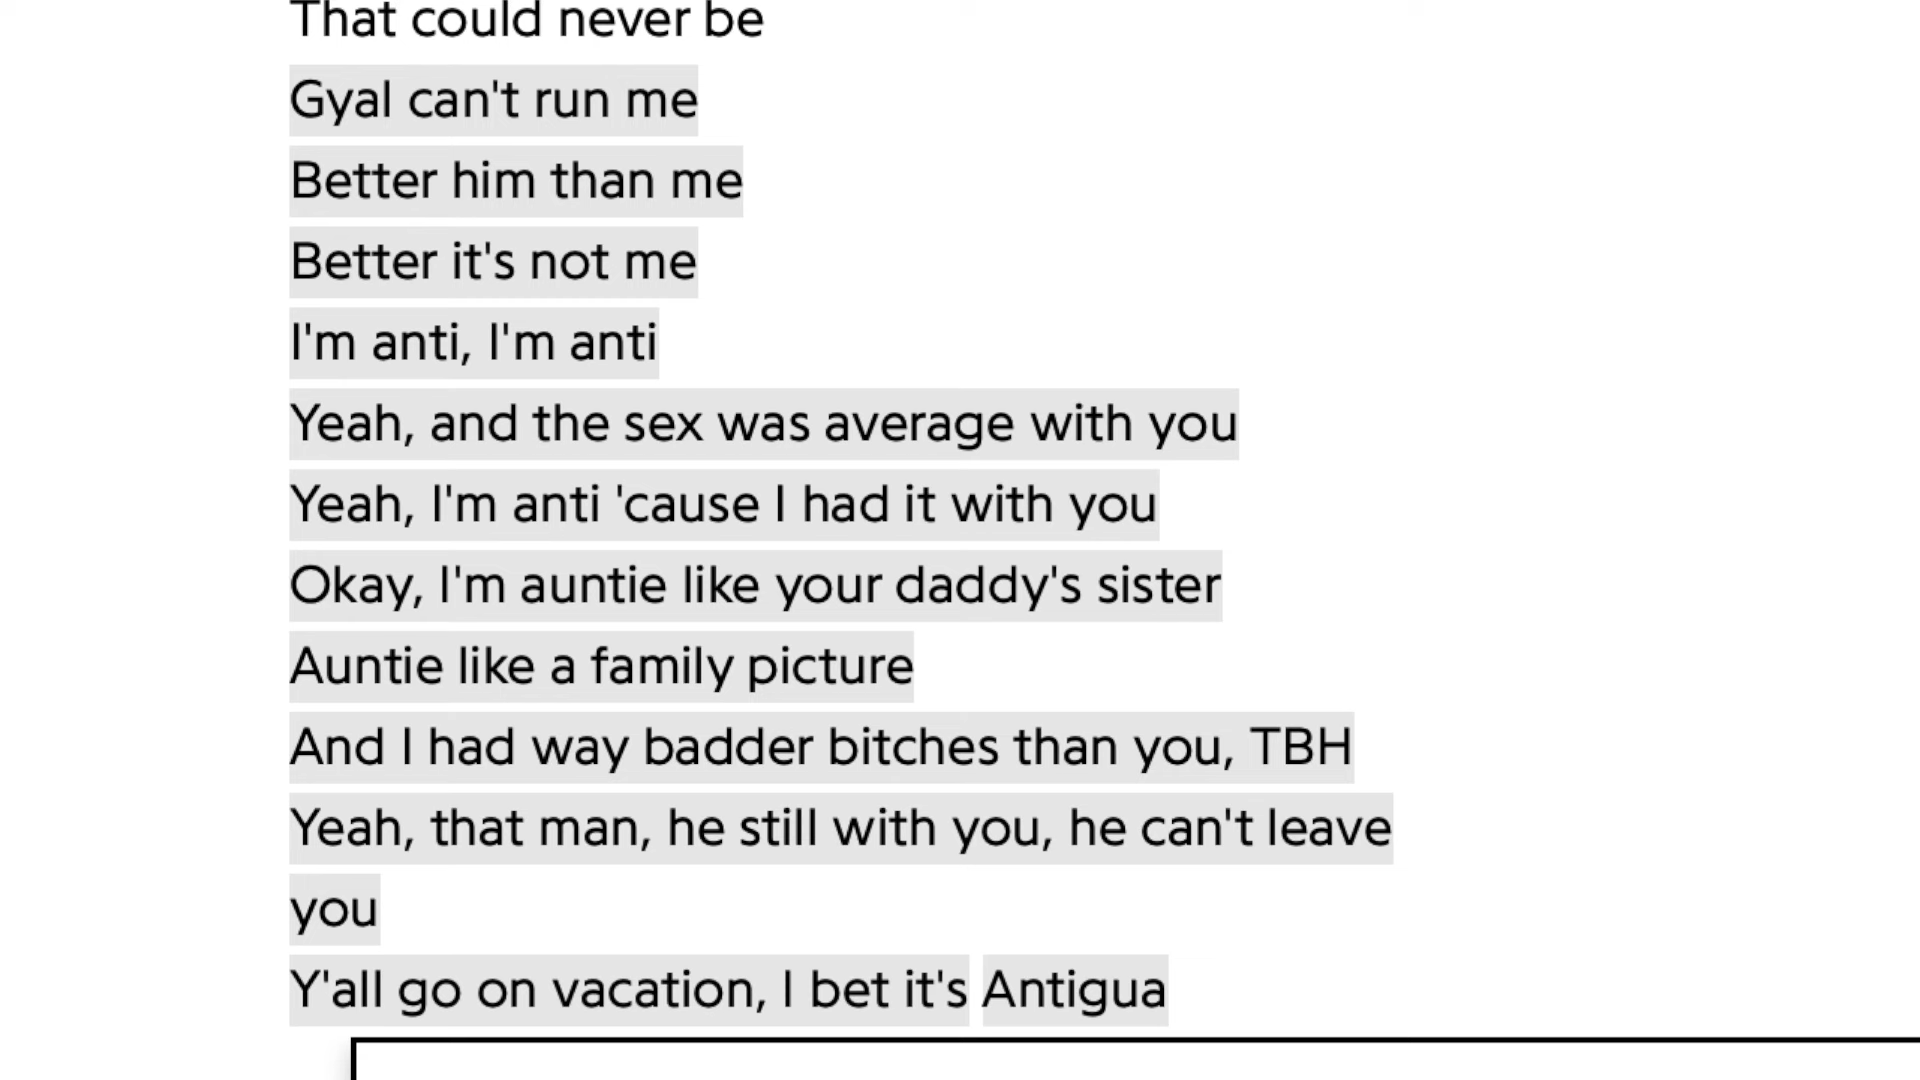 That could never be
Gyal can't run me
Better him than me
Better it's not me
I'm anti, I'm anti
Yeah, and the sex was average with you
Yeah, I'm anti 'cause I had it with you
Okay, I'm auntie like your daddy's sister
Auntie like a family picture
And I had way badder bitches than you, TBH
Yeah, that man, he still with you, he can't leave
you
Y'all go on vacation, I bet it's Antigua